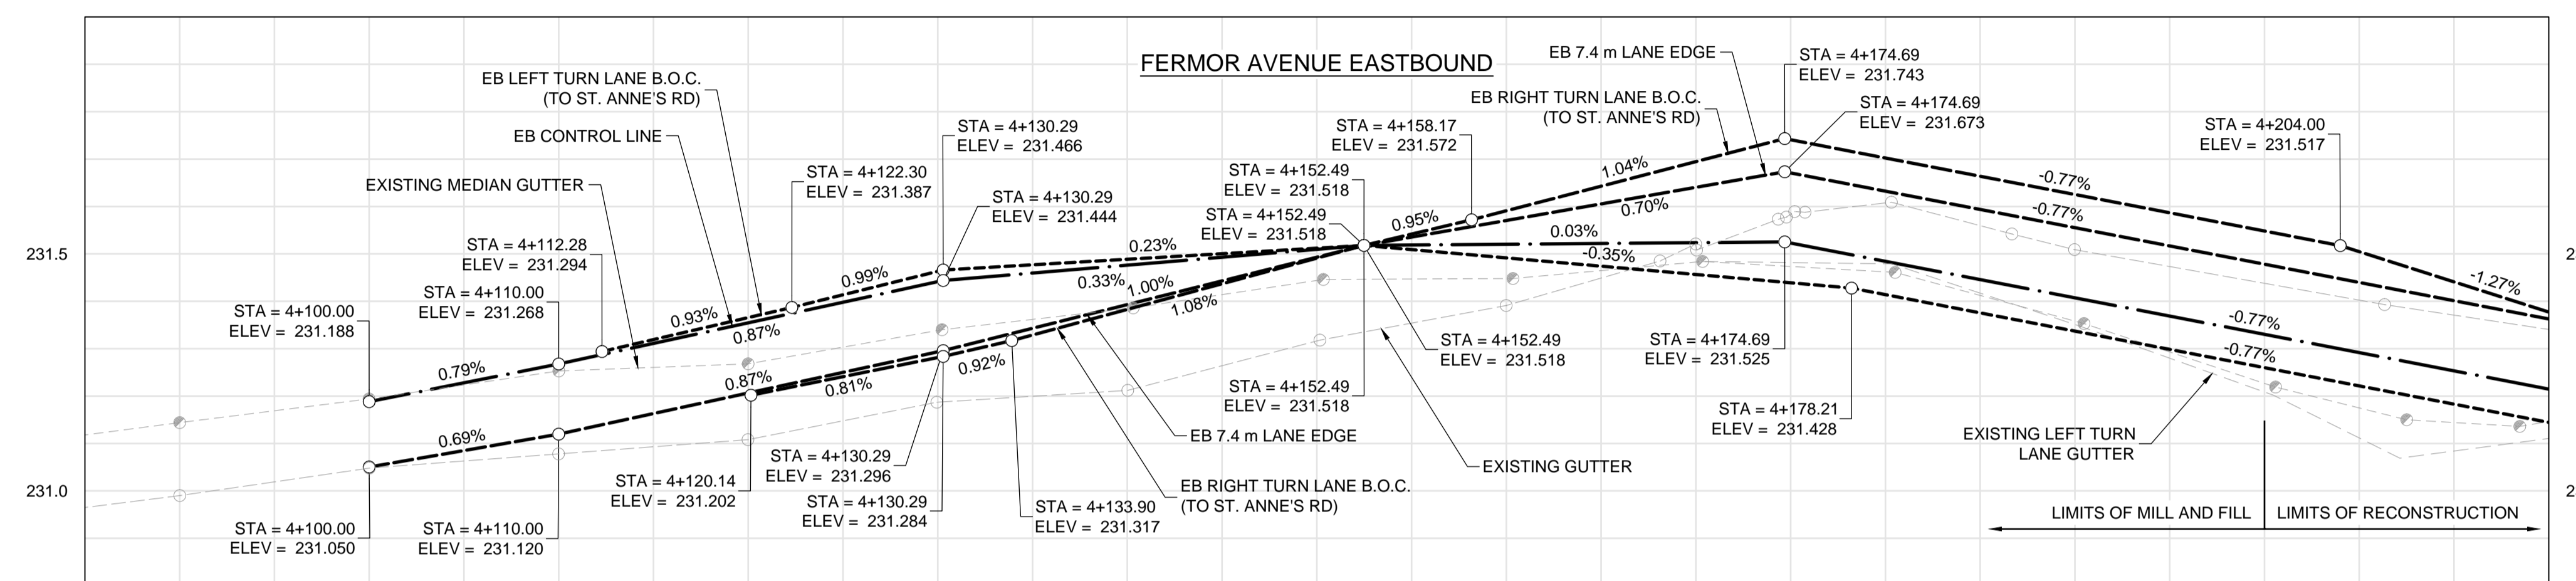 FERMOR AVENUE EASTBOUND
EB LEFT TURN LANE B.O.C.
(TO ST. ANNE'S RD)
EB CONTROL LINE
EXISTING MEDIAN GUTTER
STA = 4+112.28
ELEV = 231.294
STA = 4+110.00
ELEV = 231.268
STA = 4+100.00
ELEV = 231.188
STA = 4+122.30
ELEV = 231.387
STA = 4+130.29
ELEV = 231.466
STA = 4+130.29
ELEV = 231.444
STA = 4+152.49
ELEV = 231.518
STA = 4+152.49
ELEV = 231.518
STA = 4+158.17
ELEV = 231.572
EB 7.4 m LANE EDGE
EB RIGHT TURN LANE B.O.C.
(TO ST. ANNE'S RD)
STA = 4+174.69
ELEV = 231.743
STA = 4+174.69
ELEV = 231.673
STA = 4+204.00
ELEV = 231.517
231.5
231.0
2
2
0.79%
0.93%
0.87%
0.99%
0.23%
0.33%
1.00%
1.08%
0.95%
1.04%
0.70%
0.03%
-0.35%
-0.77%
-0.77%
-0.77%
-0.77%
-1.27%
0.69%
0.87%
0.81%
0.92%
STA = 4+100.00
ELEV = 231.050
STA = 4+110.00
ELEV = 231.120
STA = 4+120.14
ELEV = 231.202
STA = 4+130.29
ELEV = 231.296
STA = 4+130.29
ELEV = 231.284
STA = 4+133.90
ELEV = 231.317
EB 7.4 m LANE EDGE
EB RIGHT TURN LANE B.O.C.
(TO ST. ANNE'S RD)
STA = 4+152.49
ELEV = 231.518
STA = 4+152.49
ELEV = 231.518
EXISTING GUTTER
STA = 4+174.69
ELEV = 231.525
STA = 4+178.21
ELEV = 231.428
EXISTING LEFT TURN
LANE GUTTER
LIMITS OF MILL AND FILL
LIMITS OF RECONSTRUCTION